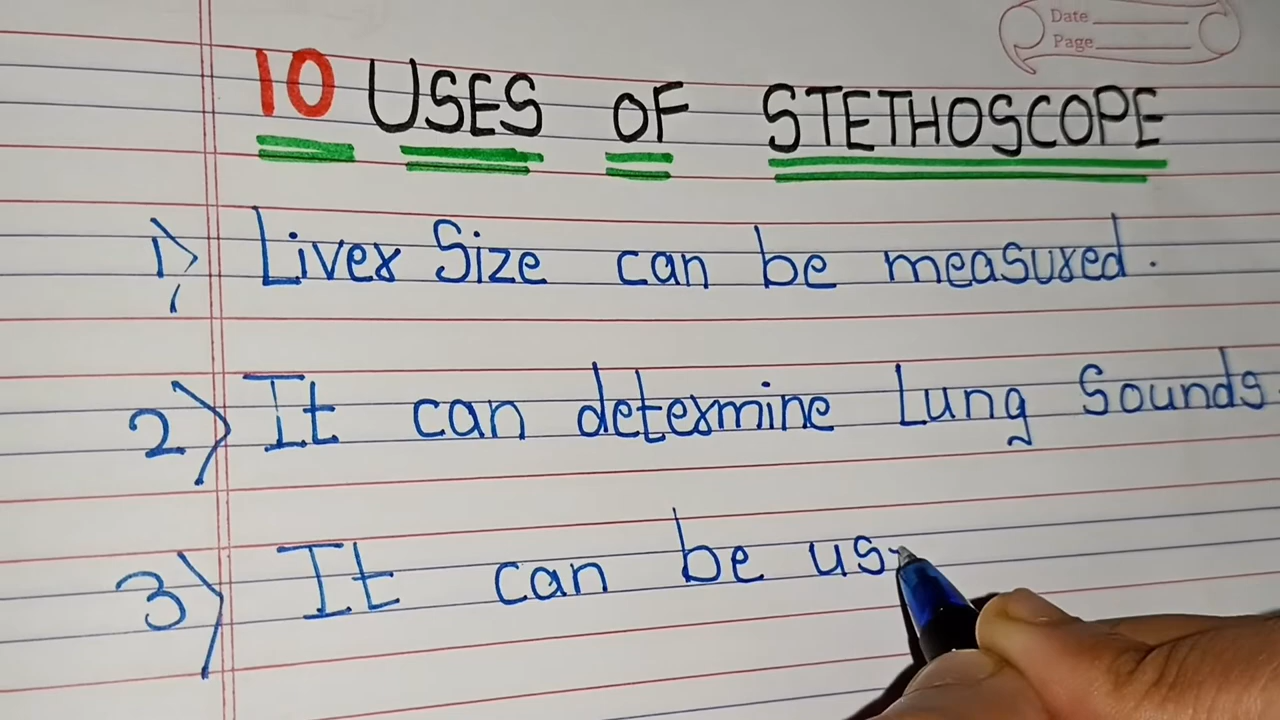 Date
Page
10 USES OF STETHOSCOPE
1) Liver Size can be measured.
2) It can determine Lung Sounds
3) It can be us